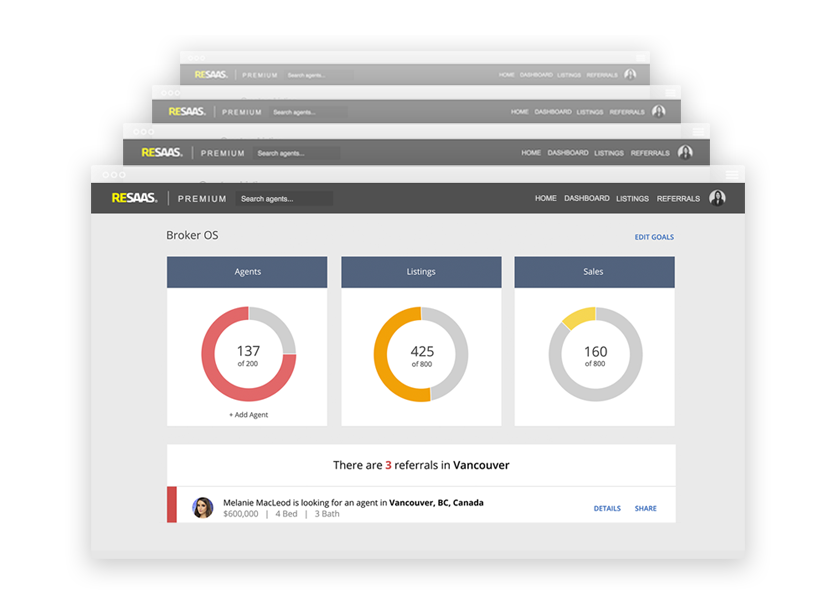 RESAAS. | PREMIUM Search agents... HOME DASHBOARD LISTINGS REFERRALS
RESAAS. | PREMIUM Search agents... HOME DASHBOARD LISTINGS REFERRALS
RESAAS. | PREMIUM Search agents... HOME DASHBOARD LISTINGS REFERRALS
RESAAS. | PREMIUM Search agents... HOME DASHBOARD LISTINGS REFERRALS
Broker OS EDIT GOALS
Agents Listings Sales
137 425 160
of 200 of 800 of 800
+ Add Agent
There are 3 referrals in Vancouver
Melanie MacLeod is looking for an agent in Vancouver, BC, Canada
$600,000 | 4 Bed | 3 Bath DETAILS SHARE